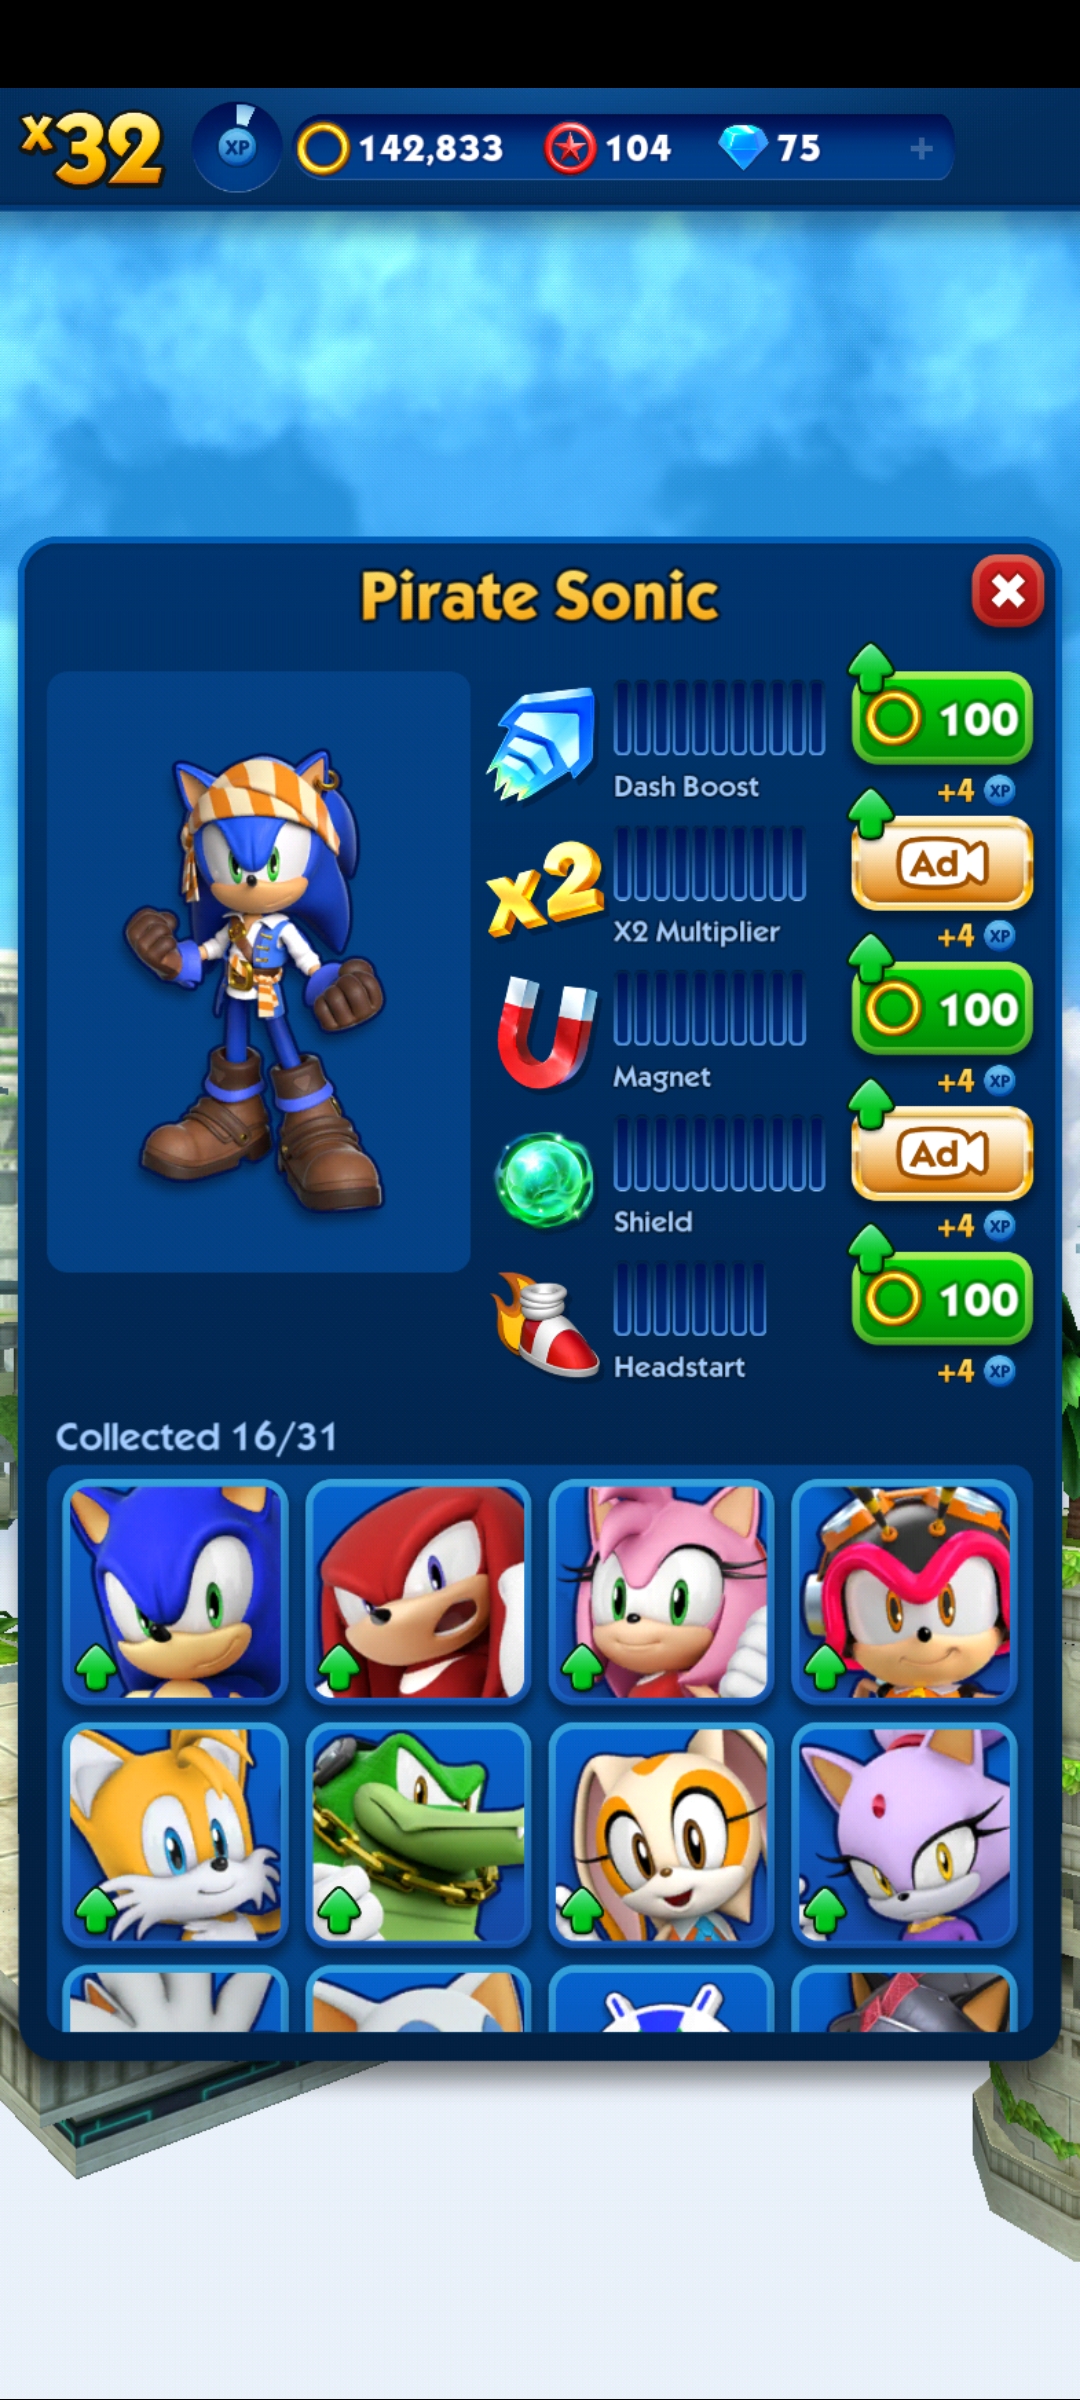 x32
XP
142,833
104
75
+
Pirate Sonic
Dash Boost
100
+4 XP
x2
X2 Multiplier
Ad
+4 XP
Magnet
100
+4 XP
Shield
Ad
+4 XP
Headstart
100
+4 XP
Collected 16/31